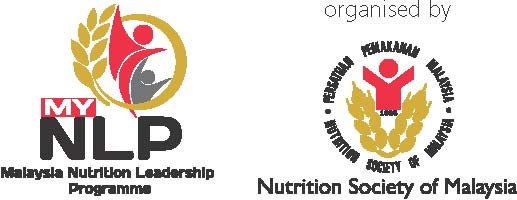 MY
NLP
Malaysia Nutrition Leadership
Programme
organised by
PERSATUAN PEMAKANAN MALAYSIA
1985
NUTRITION SOCIETY OF MALAYSIA
Nutrition Society of Malaysia